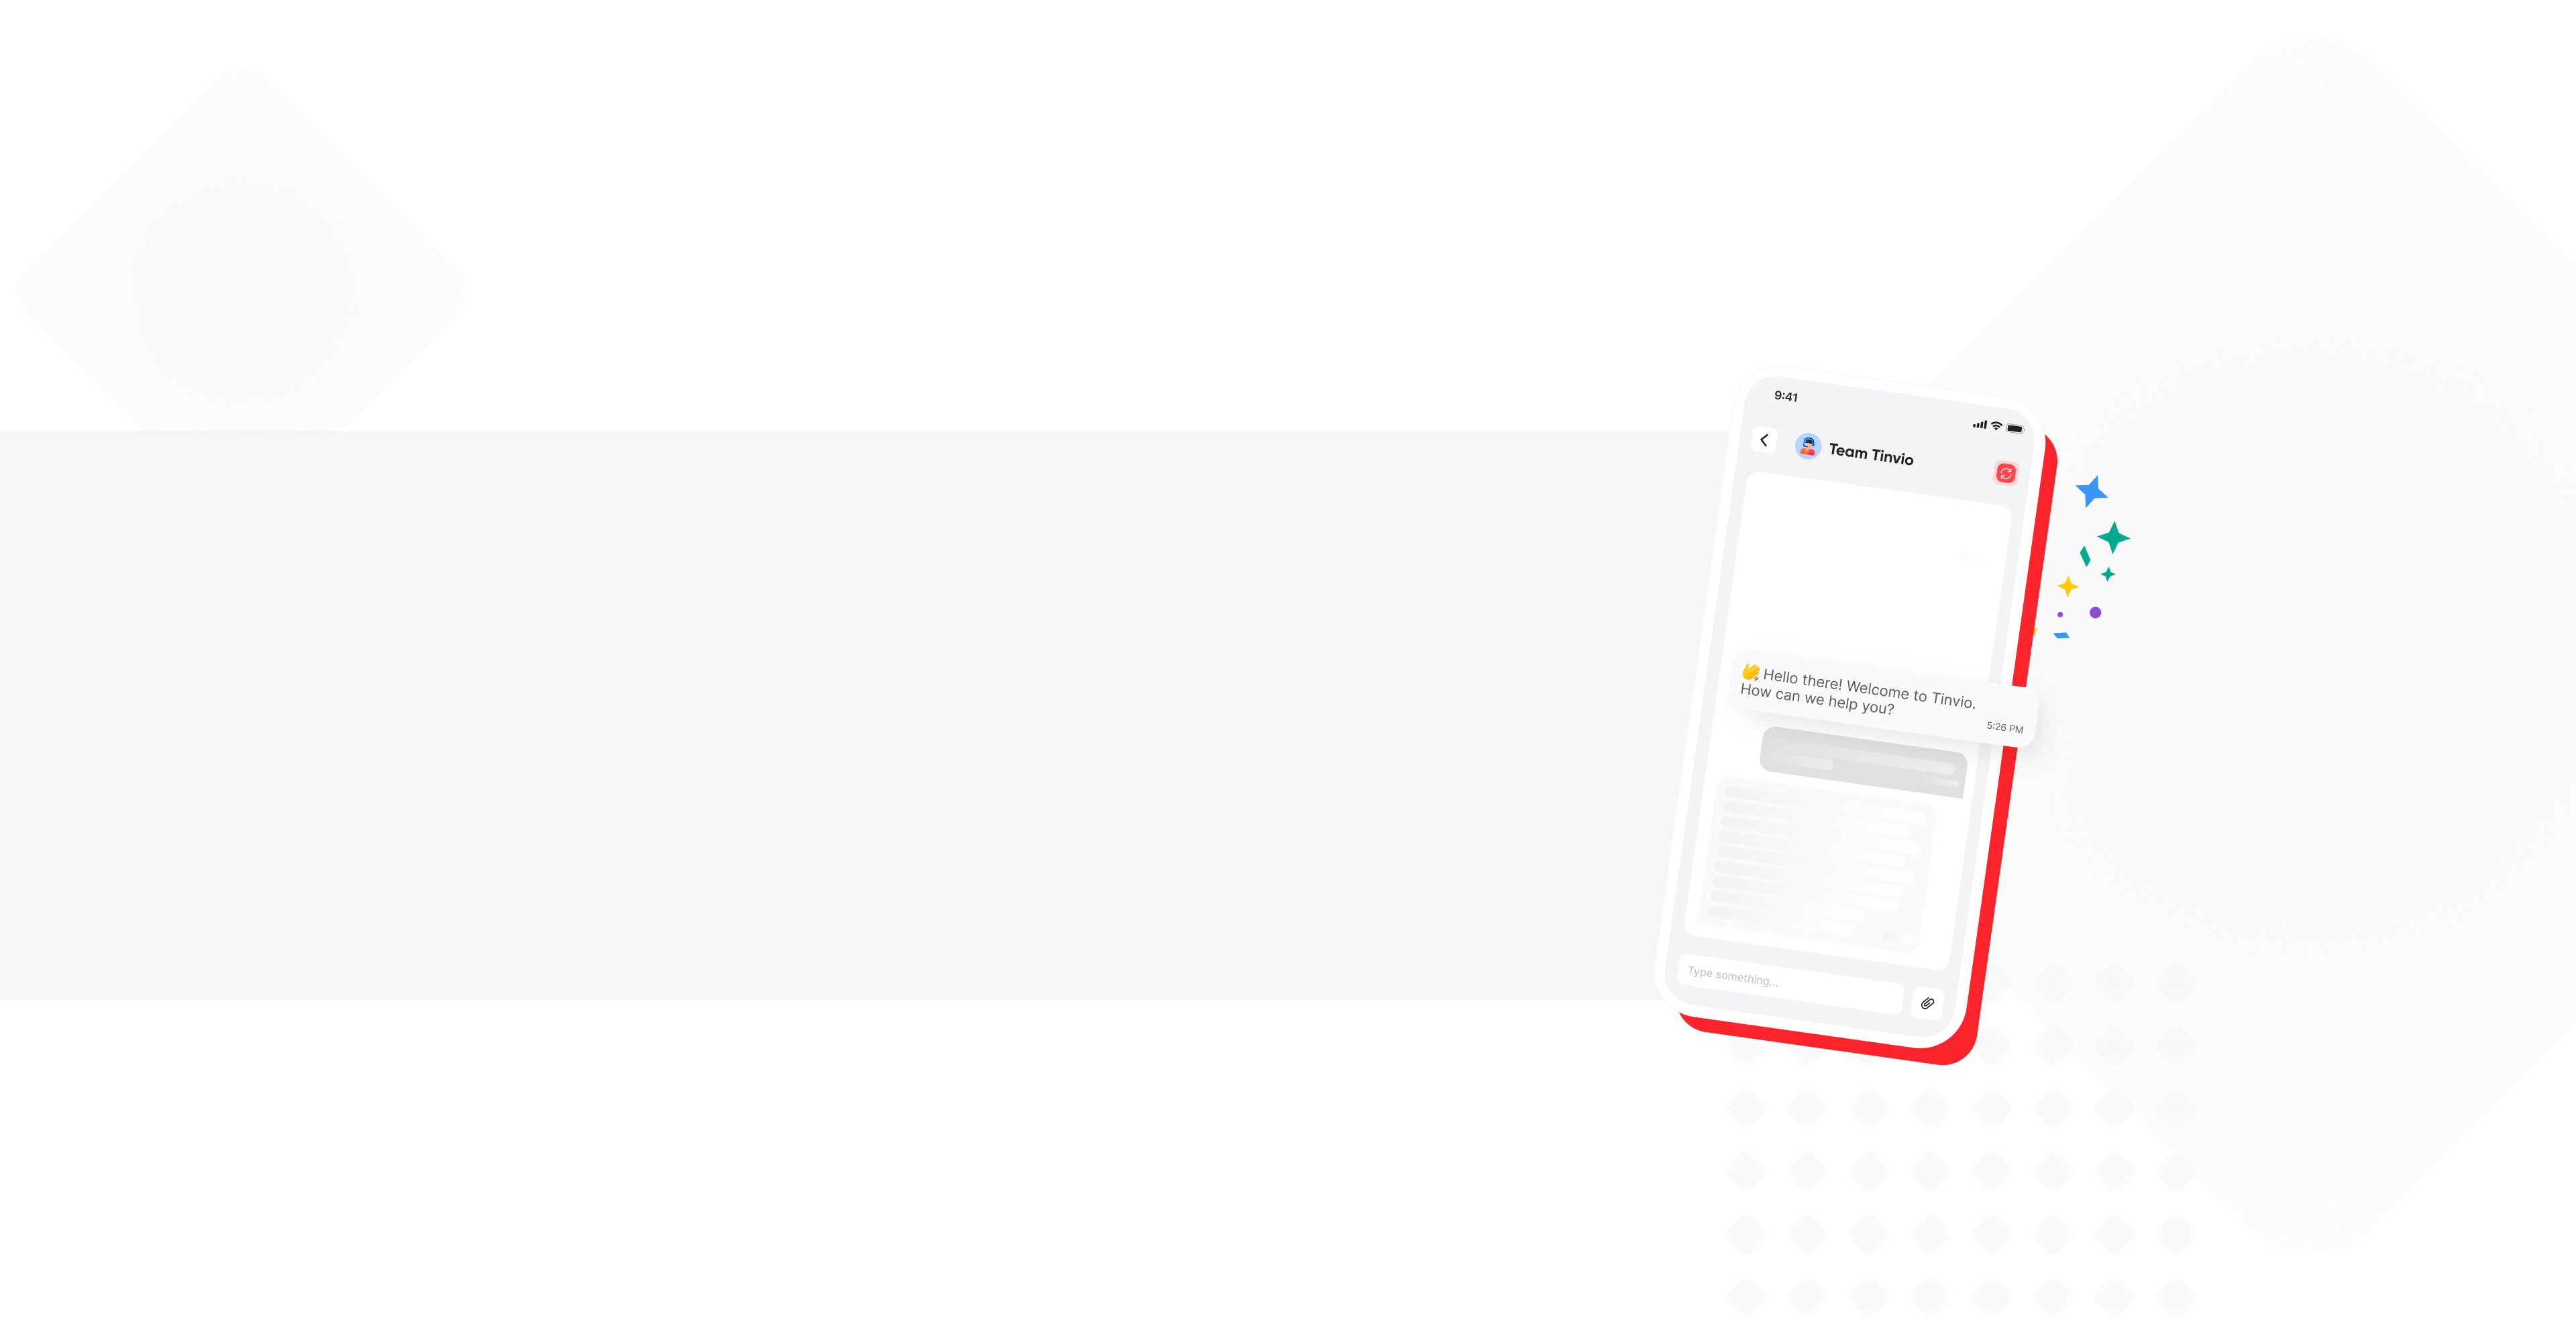 9:41
Team Tinvio
👋 Hello there! Welcome to Tinvio.
How can we help you?
5:26 PM
Type something...